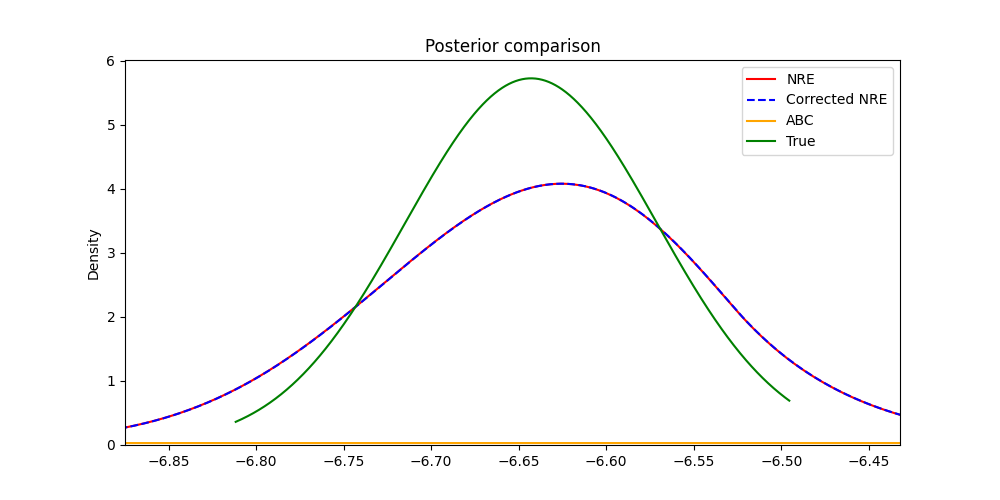 Posterior comparison
Density
6
5
4
3
2
1
0
NRE
Corrected NRE
ABC
True
−6.85 −6.80 −6.75 −6.70 −6.65 −6.60 −6.55 −6.50 −6.45